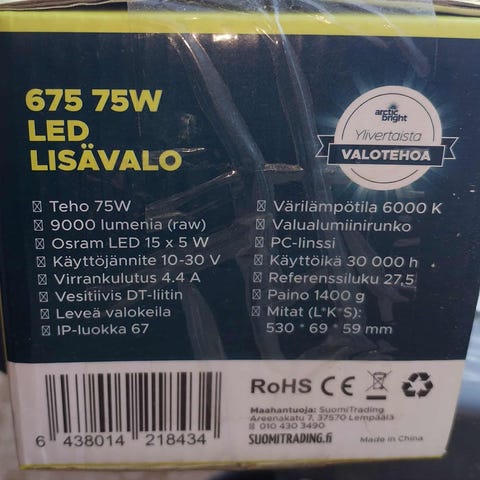 675 75W
LED
LISÄVALO
arctic
bright
Ylivertaista
VALOTEHOA
Teho 75W
9000 lumenia (raw)
Osram LED 15 x 5 W
Käyttöjännite 10-30 V
Virrankulutus 4.4 A
Vesitiivis DT-liitin
Leveä valokeila
IP-luokka 67
Värilämpötila 6000 K
Valualumiinirunko
PC-linssi
Käyttöikä 30 000 h
Referenssiluku 27,5
Paino 1400 g
Mitat (L*K*S):
530 * 69 * 59 mm
RoHS CE
Maahantuoja: SuomiTrading
Areenakatu 7, 37570 Lempäälä
010 430 3490
SUOMITRADING.fi
Made in China
6 438014 218434